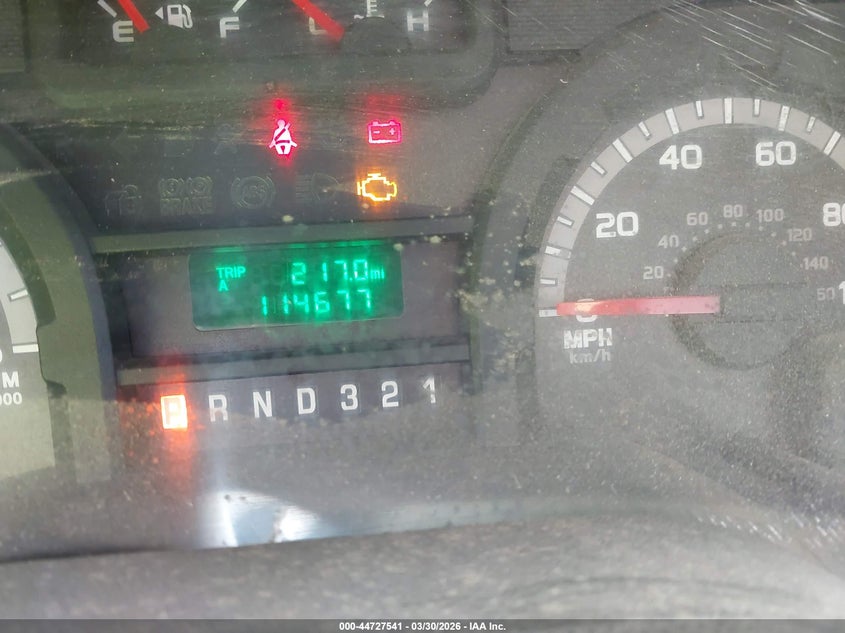 E F L H
40 60
20 80
60 80 100
40 120
20 140
TRIP 217.0 mi
A
114677
MPH
km/h
P R N D 3 2 1
000-44727541 - 03/30/2026 - IAA Inc.